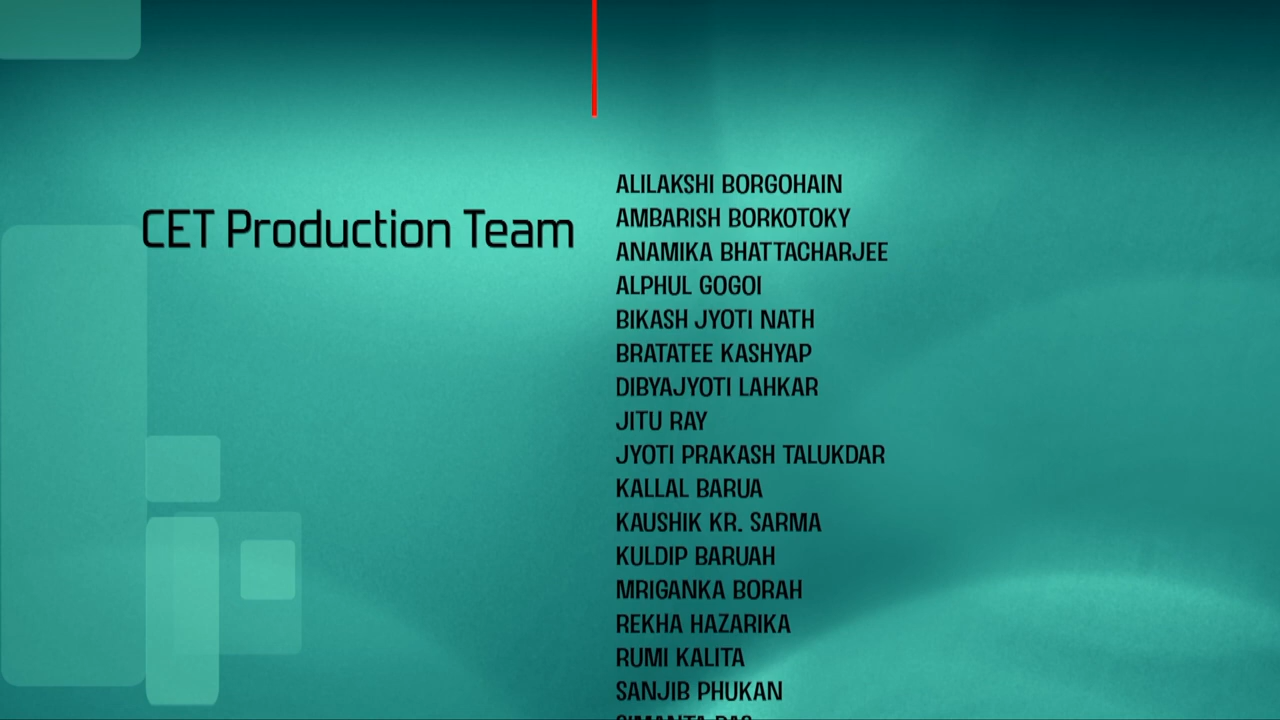 CET Production Team
ALILAKSHI BORGOHAIN
AMBARISH BORKOTOKY
ANAMIKA BHATTACHARJEE
ALPHUL GOGOI
BIKASH JYOTI NATH
BRATATEE KASHYAP
DIBYAJYOTI LAHKAR
JITU RAY
JYOTI PRAKASH TALUKDAR
KALLAL BARUA
KAUSHIK KR. SARMA
KULDIP BARUAH
MRIGANKA BORAH
REKHA HAZARIKA
RUMI KALITA
SANJIB PHUKAN